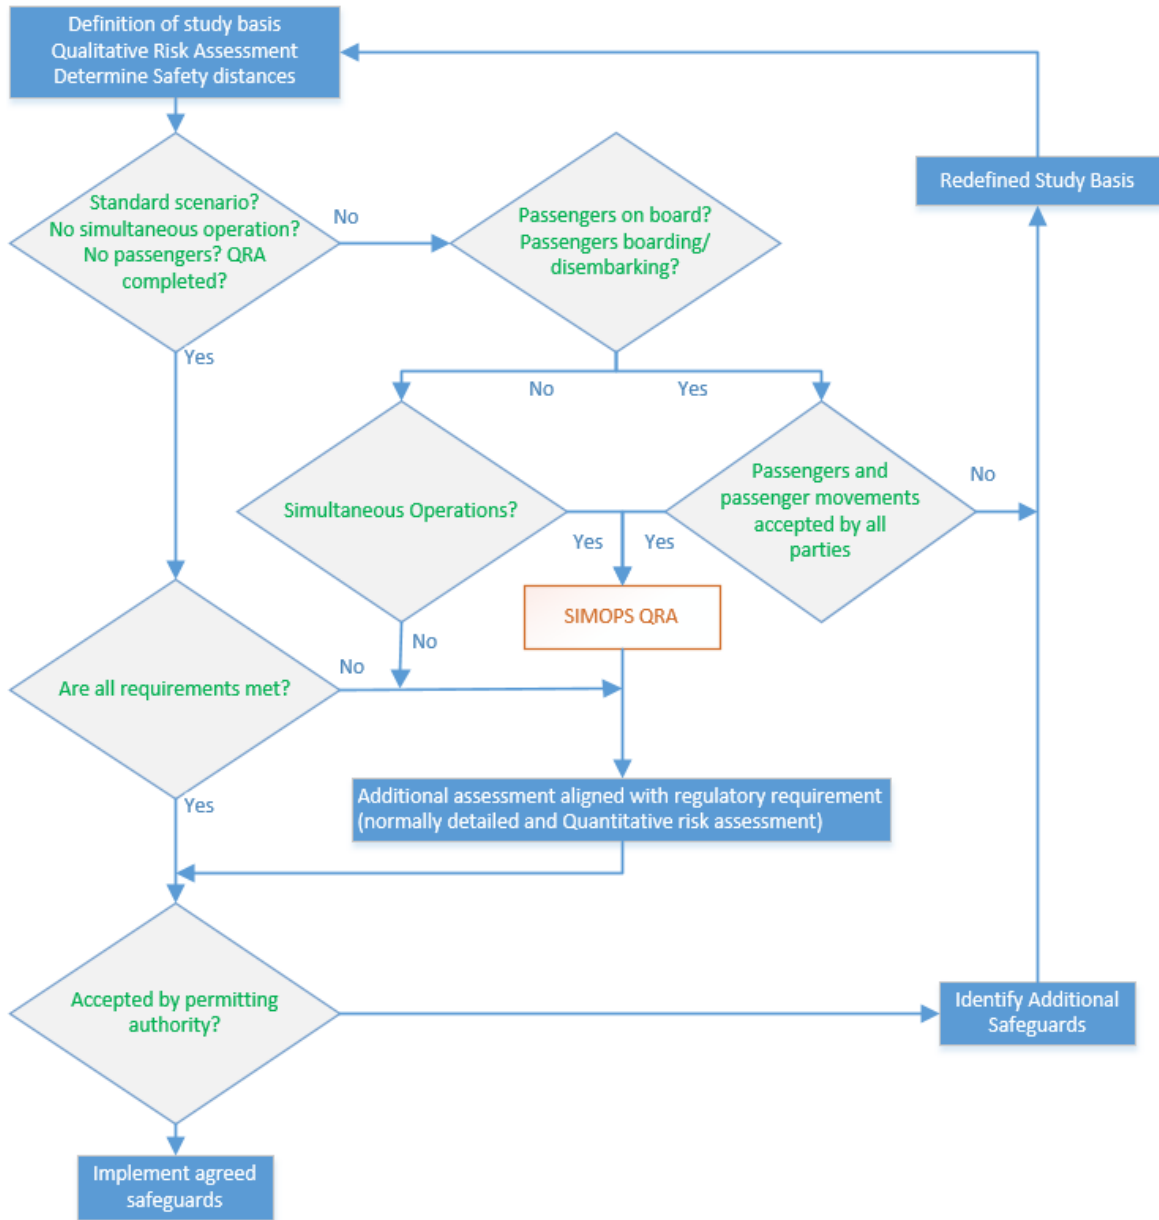 Definition of study basis
Qualitative Risk Assessment
Determine Safety distances
Standard scenario?
No simultaneous operation?
No passengers? QRA
completed?
No
Passengers on board?
Passengers boarding/
disembarking?
Redefined Study Basis
Yes
No
Yes
Simultaneous Operations?
Passengers and
passenger movements
accepted by all
parties
No
Yes
Yes
SIMOPS QRA
No
Are all requirements met?
No
Yes
Additional assessment aligned with regulatory requirement
(normally detailed and Quantitative risk assessment)
Accepted by permitting
authority?
Identify Additional
Safeguards
Implement agreed
safeguards